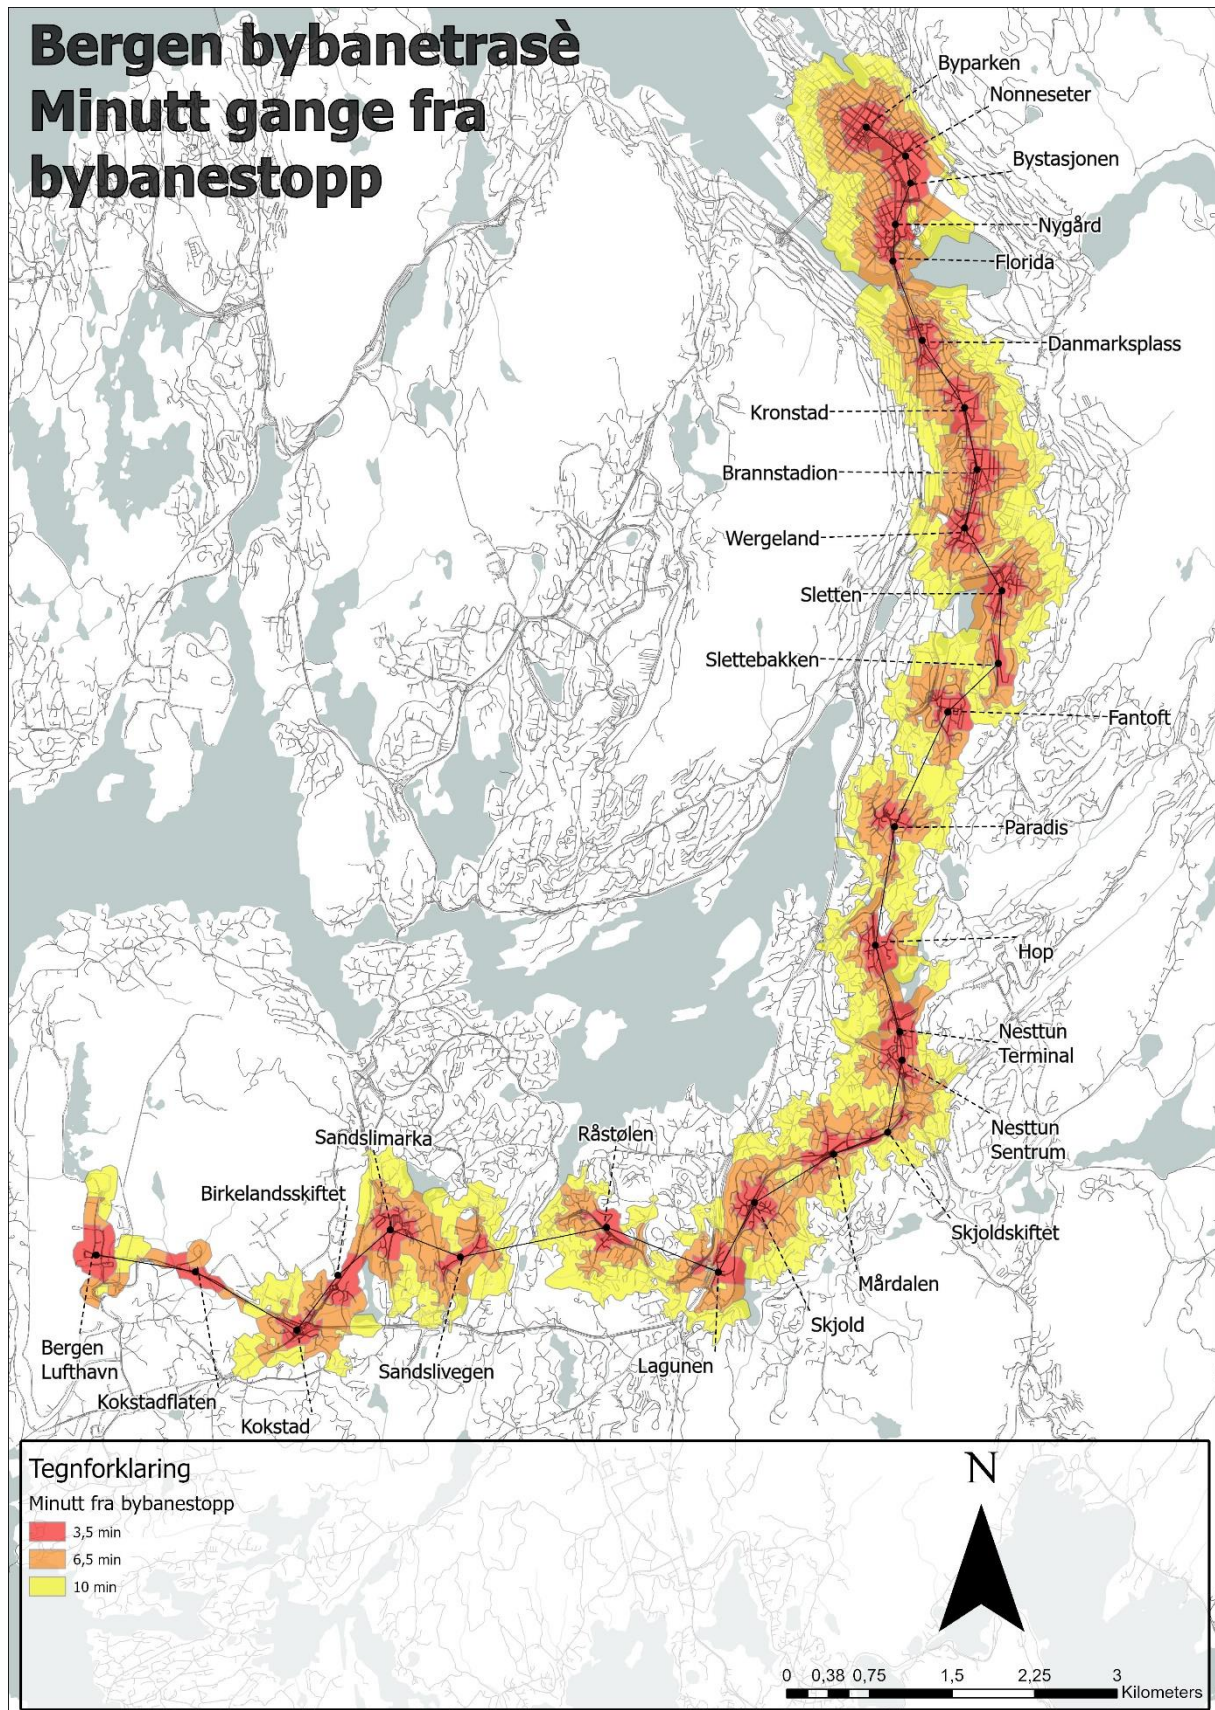 Bergen bybanetrasè
Minutt gange fra
bybanestopp
Byparken
Nonneseter
Bystasjonen
Nygård
Florida
Danmarksplass
Kronstad
Brannstadion
Wergeland
Sletten
Slettebakken
Fantoft
Paradis
Hop
Nesttun
Terminal
Nesttun
Sentrum
Skjoldskiftet
Mårdalen
Skjold
Lagunen
Råstølen
Sandslimarka
Birkelandsskiftet
Sandslivegen
Bergen
Lufthavn
Kokstadflaten
Kokstad
Tegnforklaring
Minutt fra bybanestopp
3,5 min
6,5 min
10 min
N
0 0,38 0,75 1,5 2,25 3
Kilometers